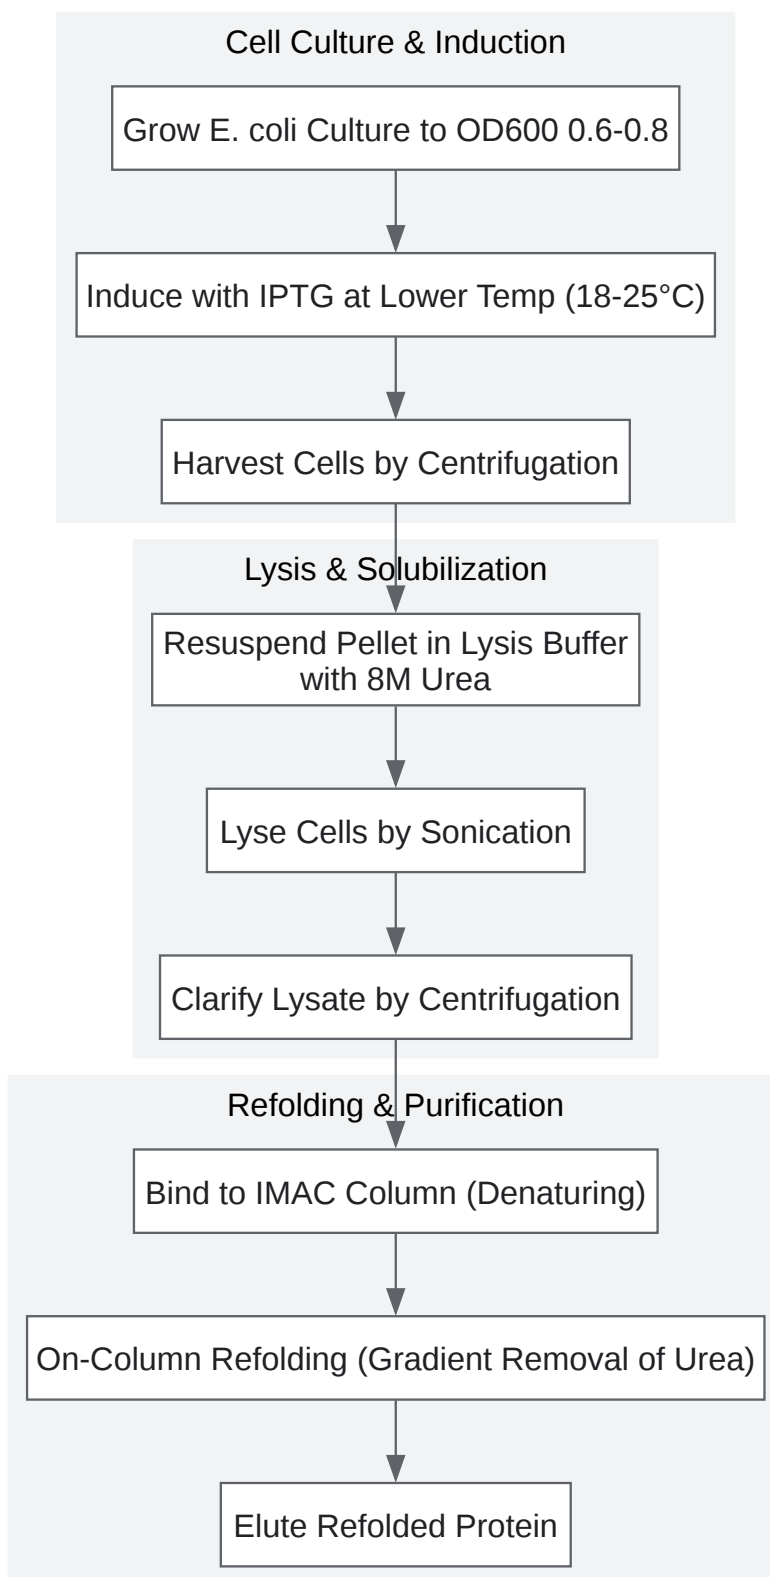 Cell Culture & Induction
Grow E. coli Culture to OD600 0.6-0.8
Induce with IPTG at Lower Temp (18-25°C)
Harvest Cells by Centrifugation
Lysis & Solubilization
Resuspend Pellet in Lysis Buffer
with 8M Urea
Lyse Cells by Sonication
Clarify Lysate by Centrifugation
Refolding & Purification
Bind to IMAC Column (Denaturing)
On-Column Refolding (Gradient Removal of Urea)
Elute Refolded Protein